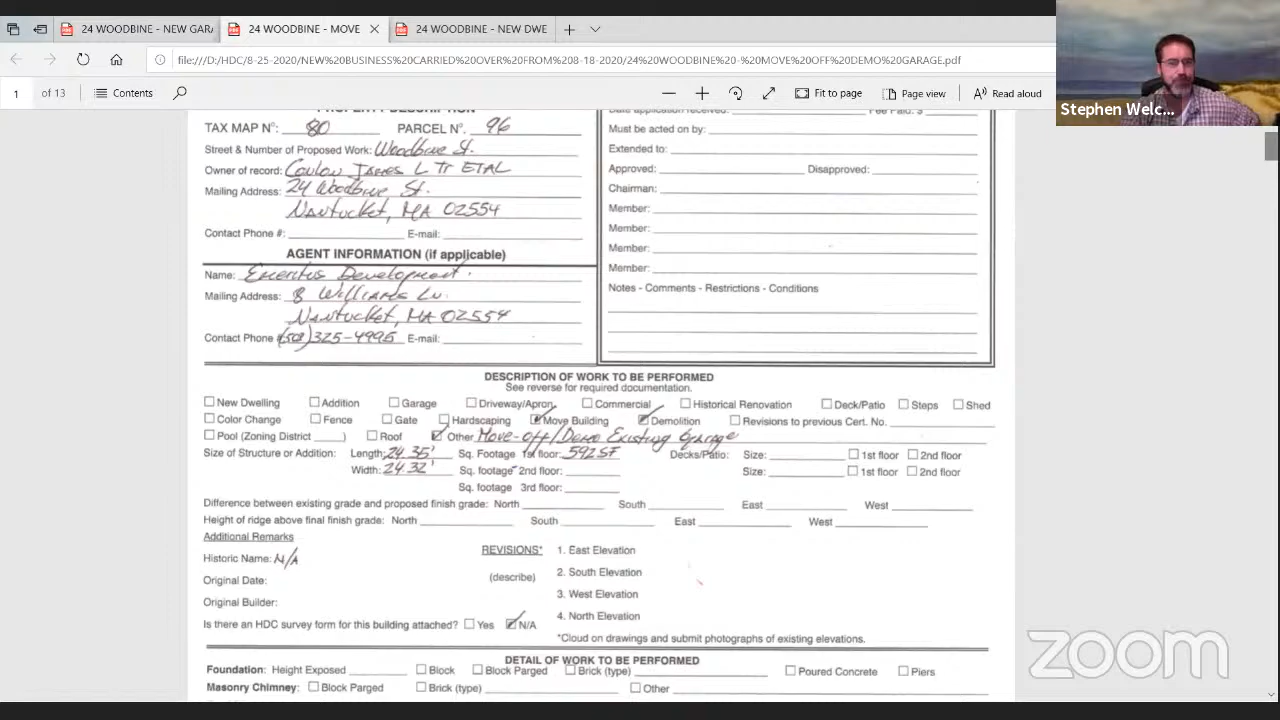 24 WOODBINE - NEW GAR
24 WOODBINE - MOVE
24 WOODBINE - NEW DWE
file:///D:/HDC/8-25-2020/NEW%20BUSINESS%20CARRIED%20OVER%20FROM%208-18-2020/24%20WOODBINE%20-%20MOVE%20OFF%20DEMO%20GARAGE.pdf
1 of 13 Contents Fit to page Page view Read aloud
Stephen Welc...
PROPERTY DESCRIPTION
Date application received: Fee Paid: $
TAX MAP No: 80 PARCEL No. 96
Must be acted on by:
Street & Number of Proposed Work: Woodbine St.
Extended to:
Owner of record: James L Tr ETAL
Approved: Disapproved:
Mailing Address: 24 Woodbine St.
Chairman:
Nantucket, MA 02554
Member:
Member:
Contact Phone #: E-mail:
Member:
AGENT INFORMATION (if applicable)
Member:
Name: Emeritus Development.
Notes - Comments - Restrictions - Conditions
Mailing Address: 8 Williams Ln.
Nantucket, MA 02554
Contact Phone #(508)325-4995 E-mail:
DESCRIPTION OF WORK TO BE PERFORMED
See reverse for required documentation.
New Dwelling Addition Garage Driveway/Apron Commercial Historical Renovation Deck/Patio Steps Shed
Color Change Fence Gate Hardscaping Move Building Demolition Revisions to previous Cert. No.
Pool (Zoning District ) Roof Other Move-off/Demo Existing Garage
Size of Structure or Addition: Length: 24.35' Sq. Footage 1st floor: 592 SF Decks/Patio: Size: 1st floor 2nd floor
Width: 24.32' Sq. footage 2nd floor: Size: 1st floor 2nd floor
Sq. footage 3rd floor:
Difference between existing grade and proposed finish grade: North South East West
Height of ridge above final finish grade: North South East West
Additional Remarks
Historic Name: N/A
REVISIONS* 1. East Elevation
Original Date:
(describe) 2. South Elevation
Original Builder:
3. West Elevation
Is there an HDC survey form for this building attached? Yes N/A
4. North Elevation
*Cloud on drawings and submit photographs of existing elevations.
DETAIL OF WORK TO BE PERFORMED
Foundation: Height Exposed Block Block Parged Brick (type) Poured Concrete Piers
Masonry Chimney: Block Parged Brick (type) Other
zoom